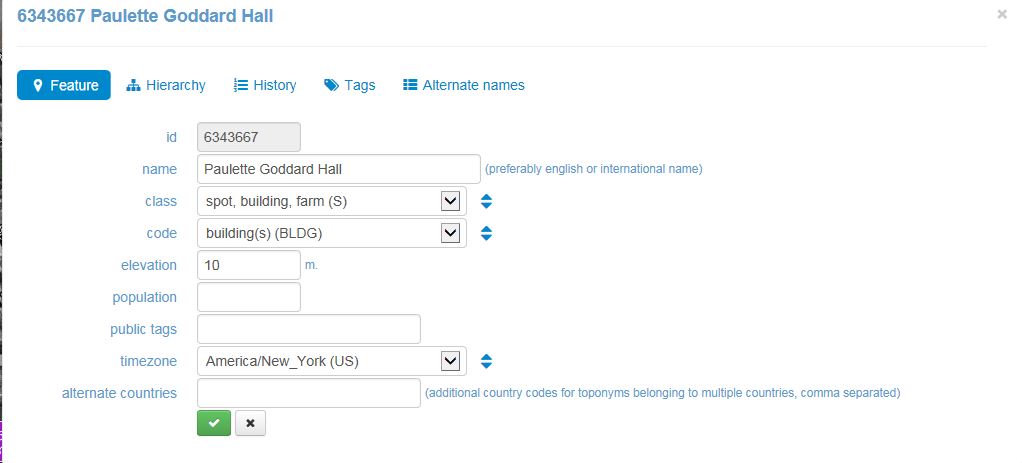 6343667 Paulette Goddard Hall ×
Feature Hierarchy History Tags Alternate names
id 6343667
name Paulette Goddard Hall (preferably english or international name)
class spot, building, farm (S)
code building(s) (BLDG)
elevation 10 m.
population
public tags
timezone America/New_York (US)
alternate countries (additional country codes for toponyms belonging to multiple countries, comma separated)